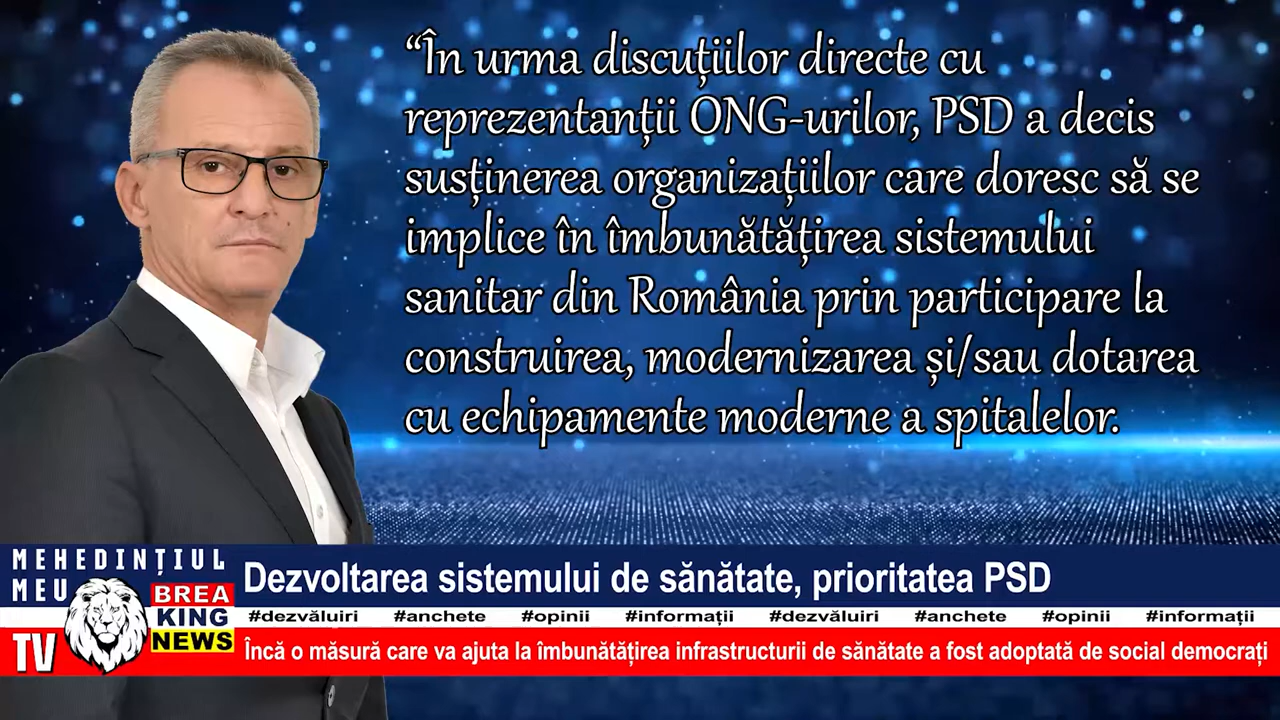 “În urma discuțiilor directe cu
reprezentanții ONG-urilor, PSD a decis
susținerea organizațiilor care doresc să se
implice în îmbunătățirea sistemului
sanitar din România prin participare la
construirea, modernizarea și/sau dotarea
cu echipamente moderne a spitalelor.
MEHEDINȚIUL
MEU
TV
BREA
KING
NEWS
Dezvoltarea sistemului de sănătate, prioritatea PSD
#dezvăluiri #anchete #opinii #informații #dezvăluiri #anchete #opinii #informații
Încă o măsură care va ajuta la îmbunătățirea infrastructurii de sănătate a fost adoptată de social democrați